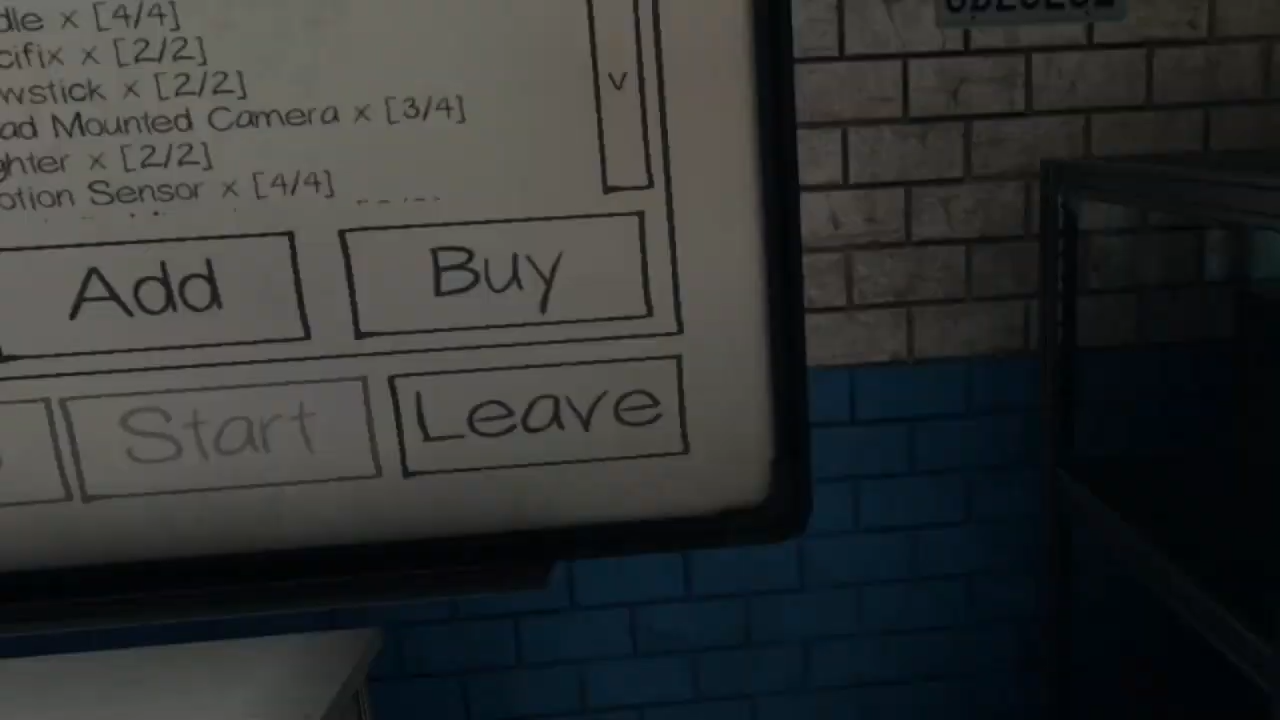 dle x [4/4]
cifix x [2/2]
wstick x [2/2]
ad Mounted Camera x [3/4]
ghter x [2/2]
otion Sensor x [4/4]
Add
Buy
Start
Leave
v